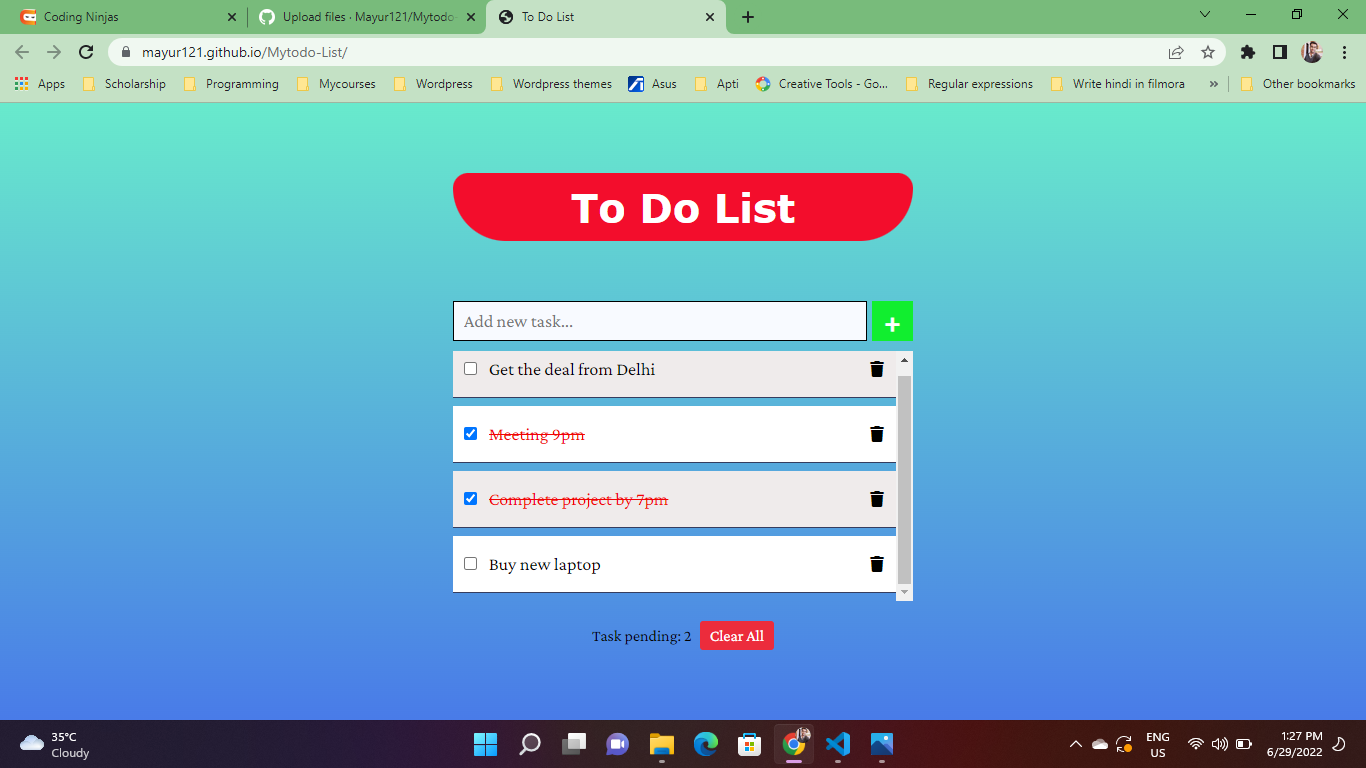 Coding Ninjas
Upload files · Mayur121/Mytodo
To Do List
mayur121.github.io/Mytodo-List/
Apps Scholarship Programming Mycourses Wordpress Wordpress themes Asus Apti Creative Tools - Go... Regular expressions Write hindi in filmora » Other bookmarks
To Do List
Add new task...
+
Get the deal from Delhi
Meeting 9pm
Complete project by 7pm
Buy new laptop
Task pending: 2 Clear All
35°C
Cloudy
ENG
US
1:27 PM
6/29/2022